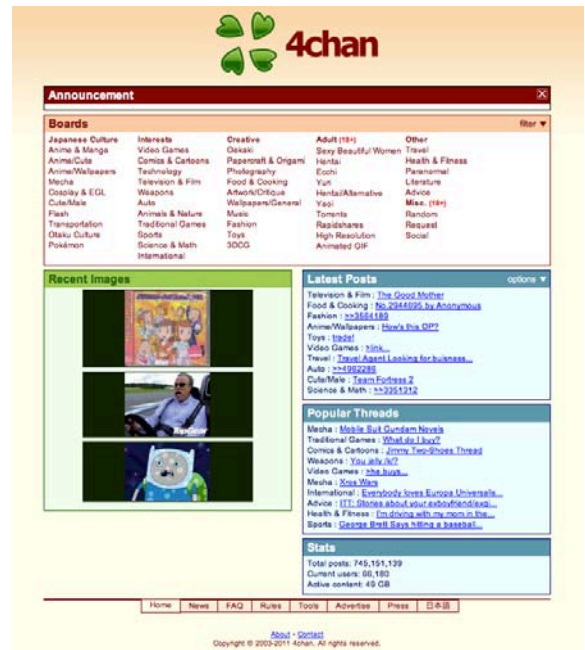 4chan
Announcement
Boards
filter ▼
Japanese Culture
Anime & Manga
Anime/Cute
Anime/Wallpapers
Mecha
Cosplay & EGL
Cute/Male
Flash
Transportation
Otaku Culture
Pokémon
Interests
Video Games
Comics & Cartoons
Technology
Television & Film
Weapons
Auto
Animals & Nature
Traditional Games
Sports
Science & Math
International
Creative
Oekaki
Papercraft & Origami
Photography
Food & Cooking
Artwork/Critique
Wallpapers/General
Music
Fashion
Toys
3DCG
Adult (18+)
Sexy Beautiful Women
Hentai
Ecchi
Yuri
Hentai/Alternative
Yaoi
Torrents
Rapidshares
High Resolution
Animated GIF
Other
Travel
Health & Fitness
Paranormal
Literature
Advice
Misc. (18+)
Random
Request
Social
Recent Images
TopGear
Latest Posts
options ▼
Television & Film : The Good Mother
Food & Cooking : No.2944695 by Anonymous
Fashion : >>3564189
Anime/Wallpapers : How's this OP?
Toys : trade!
Video Games : >link...
Travel : Travel Agent Looking for buisness...
Auto : >>4962286
Cute/Male : Team Fortress 2
Science & Math : >>3351312
Popular Threads
Mecha : Mobile Suit Gundam Novels
Traditional Games : What do I buy?
Comics & Cartoons : Jimmy Two-Shoes Thread
Weapons : You jelly /k/?
Video Games : >he buys...
Mecha : Xros Wars
International : Everybody loves Europa Universalis...
Advice : ITT: Stories about your exboyfriend/exgi...
Health & Fitness : I'm driving with my mom in the...
Sports : George Brett Says hitting a baseball...
Stats
Total posts: 745,151,139
Current users: 66,180
Active content: 49 GB
Home News FAQ Rules Tools Advertise Press 日本語
About - Contact
Copyright © 2003-2011 4chan. All rights reserved.